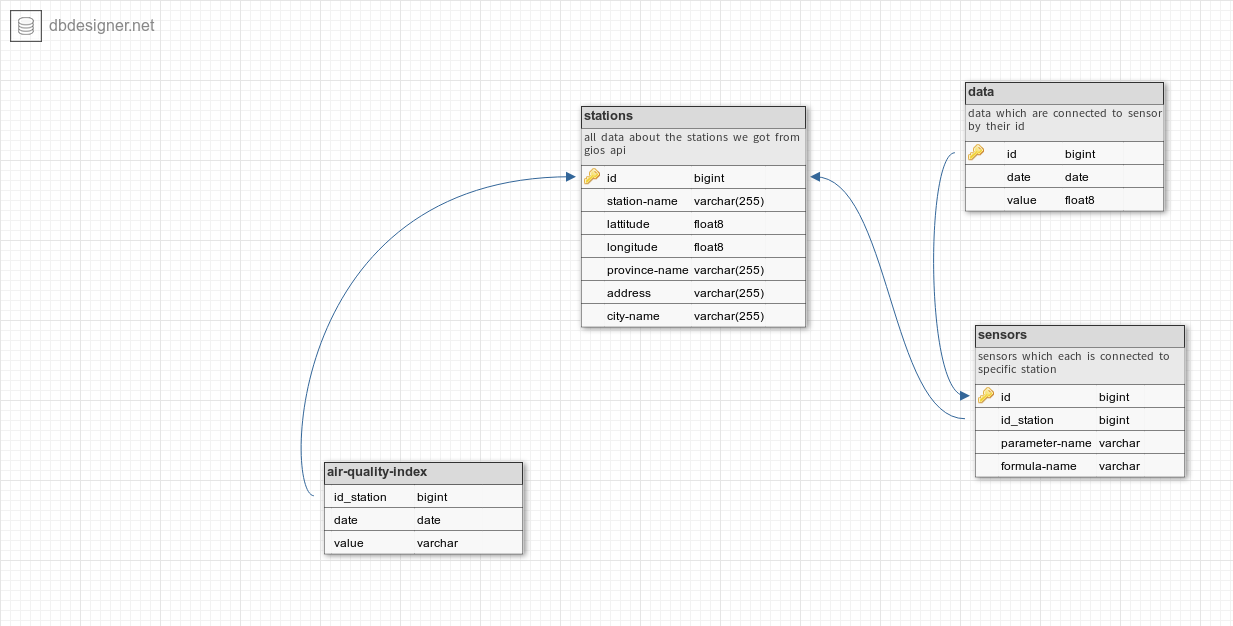 dbdesigner.net
stations
all data about the stations we got from
gios api
id bigint
station-name varchar(255)
lattitude float8
longitude float8
province-name varchar(255)
address varchar(255)
city-name varchar(255)
data
data which are connected to sensor
by their id
id bigint
date date
value float8
sensors
sensors which each is connected to
specific station
id bigint
id_station bigint
parameter-name varchar
formula-name varchar
air-quality-index
id_station bigint
date date
value varchar